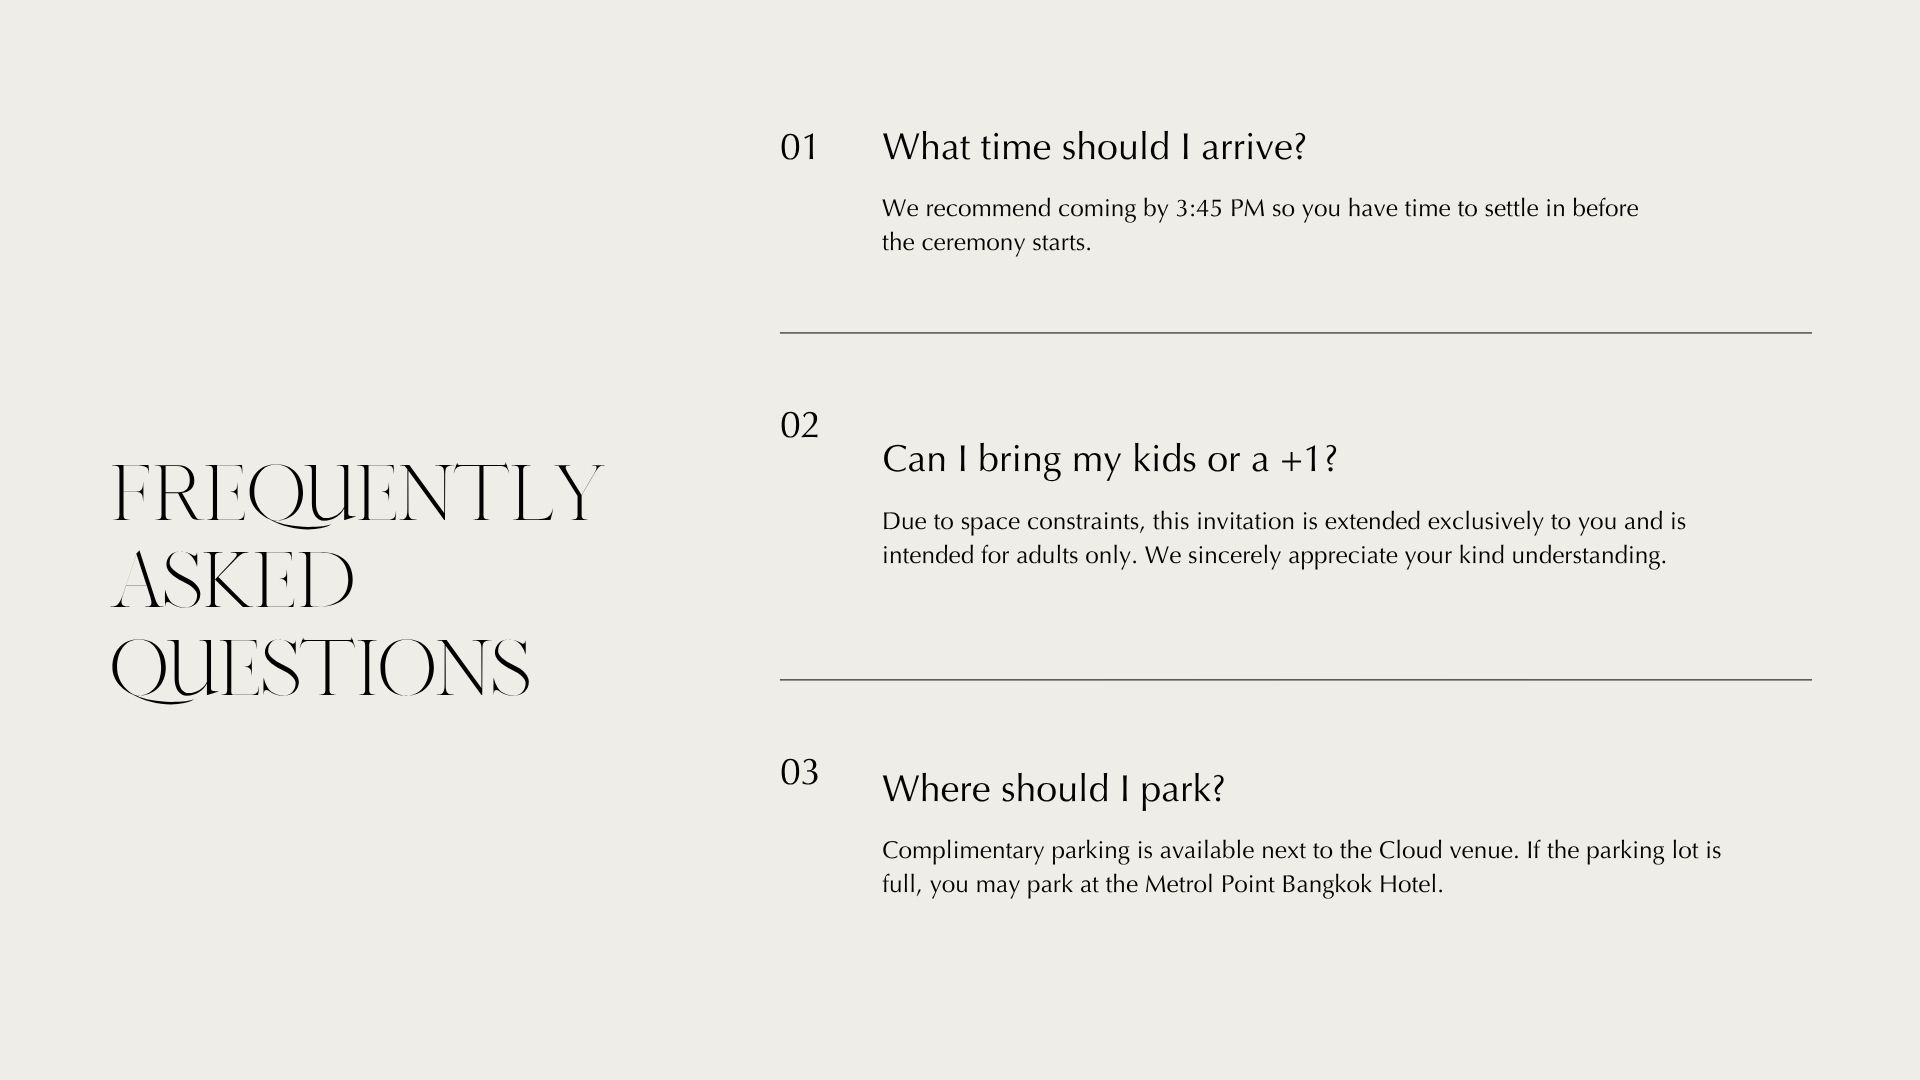 FREQUENTLY
ASKED
QUESTIONS
01
What time should I arrive?
We recommend coming by 3:45 PM so you have time to settle in before
the ceremony starts.
02
Can I bring my kids or a +1?
Due to space constraints, this invitation is extended exclusively to you and is
intended for adults only. We sincerely appreciate your kind understanding.
03
Where should I park?
Complimentary parking is available next to the Cloud venue. If the parking lot is
full, you may park at the Metrol Point Bangkok Hotel.